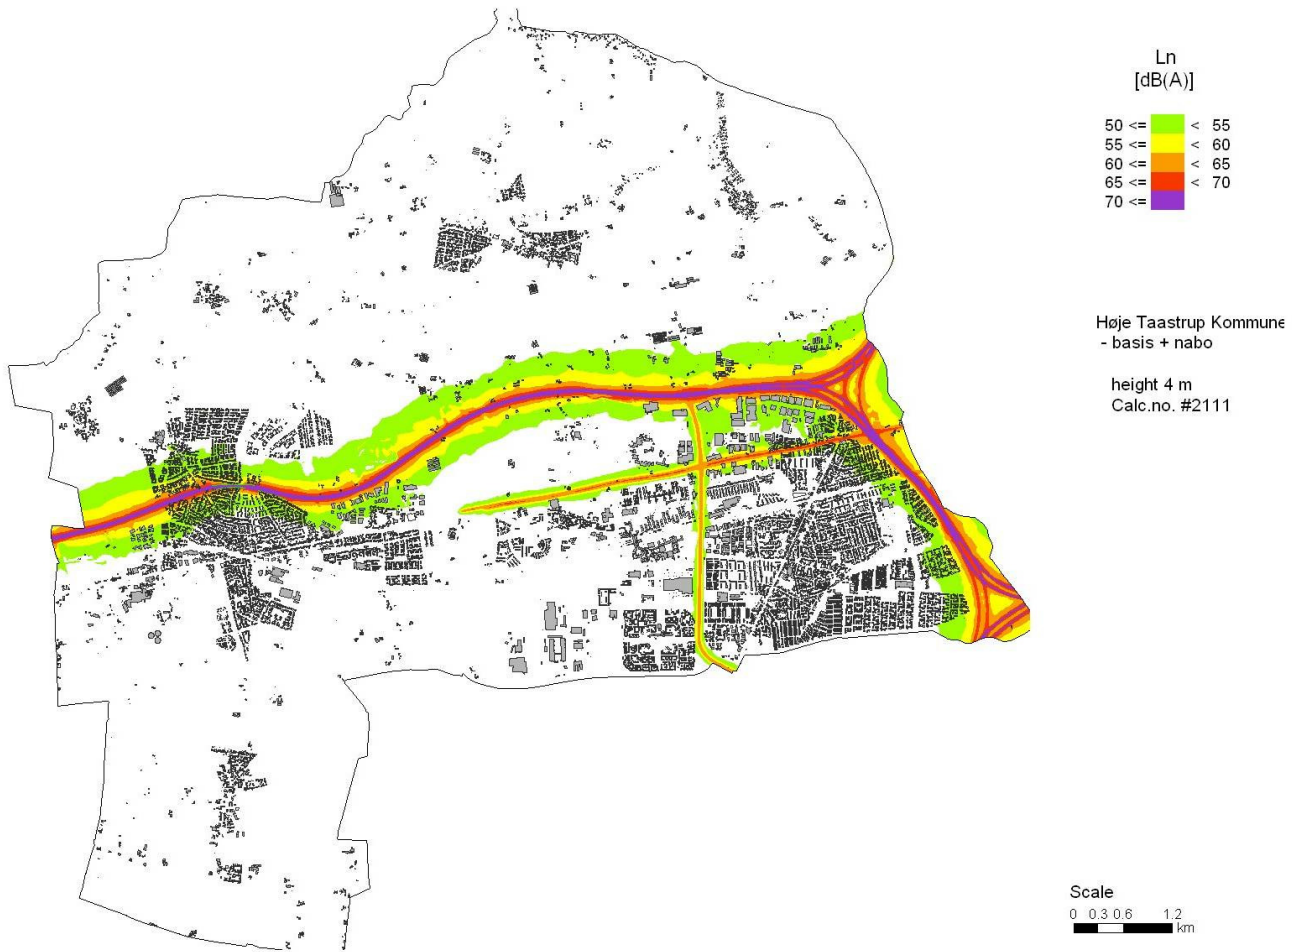 Ln
[dB(A)]
50 <= < 55
55 <= < 60
60 <= < 65
65 <= < 70
70 <=
Høje Taastrup Kommune
- basis + nabo
height 4 m
Calc.no. #2111
Scale
0 0.3 0.6 1.2
km